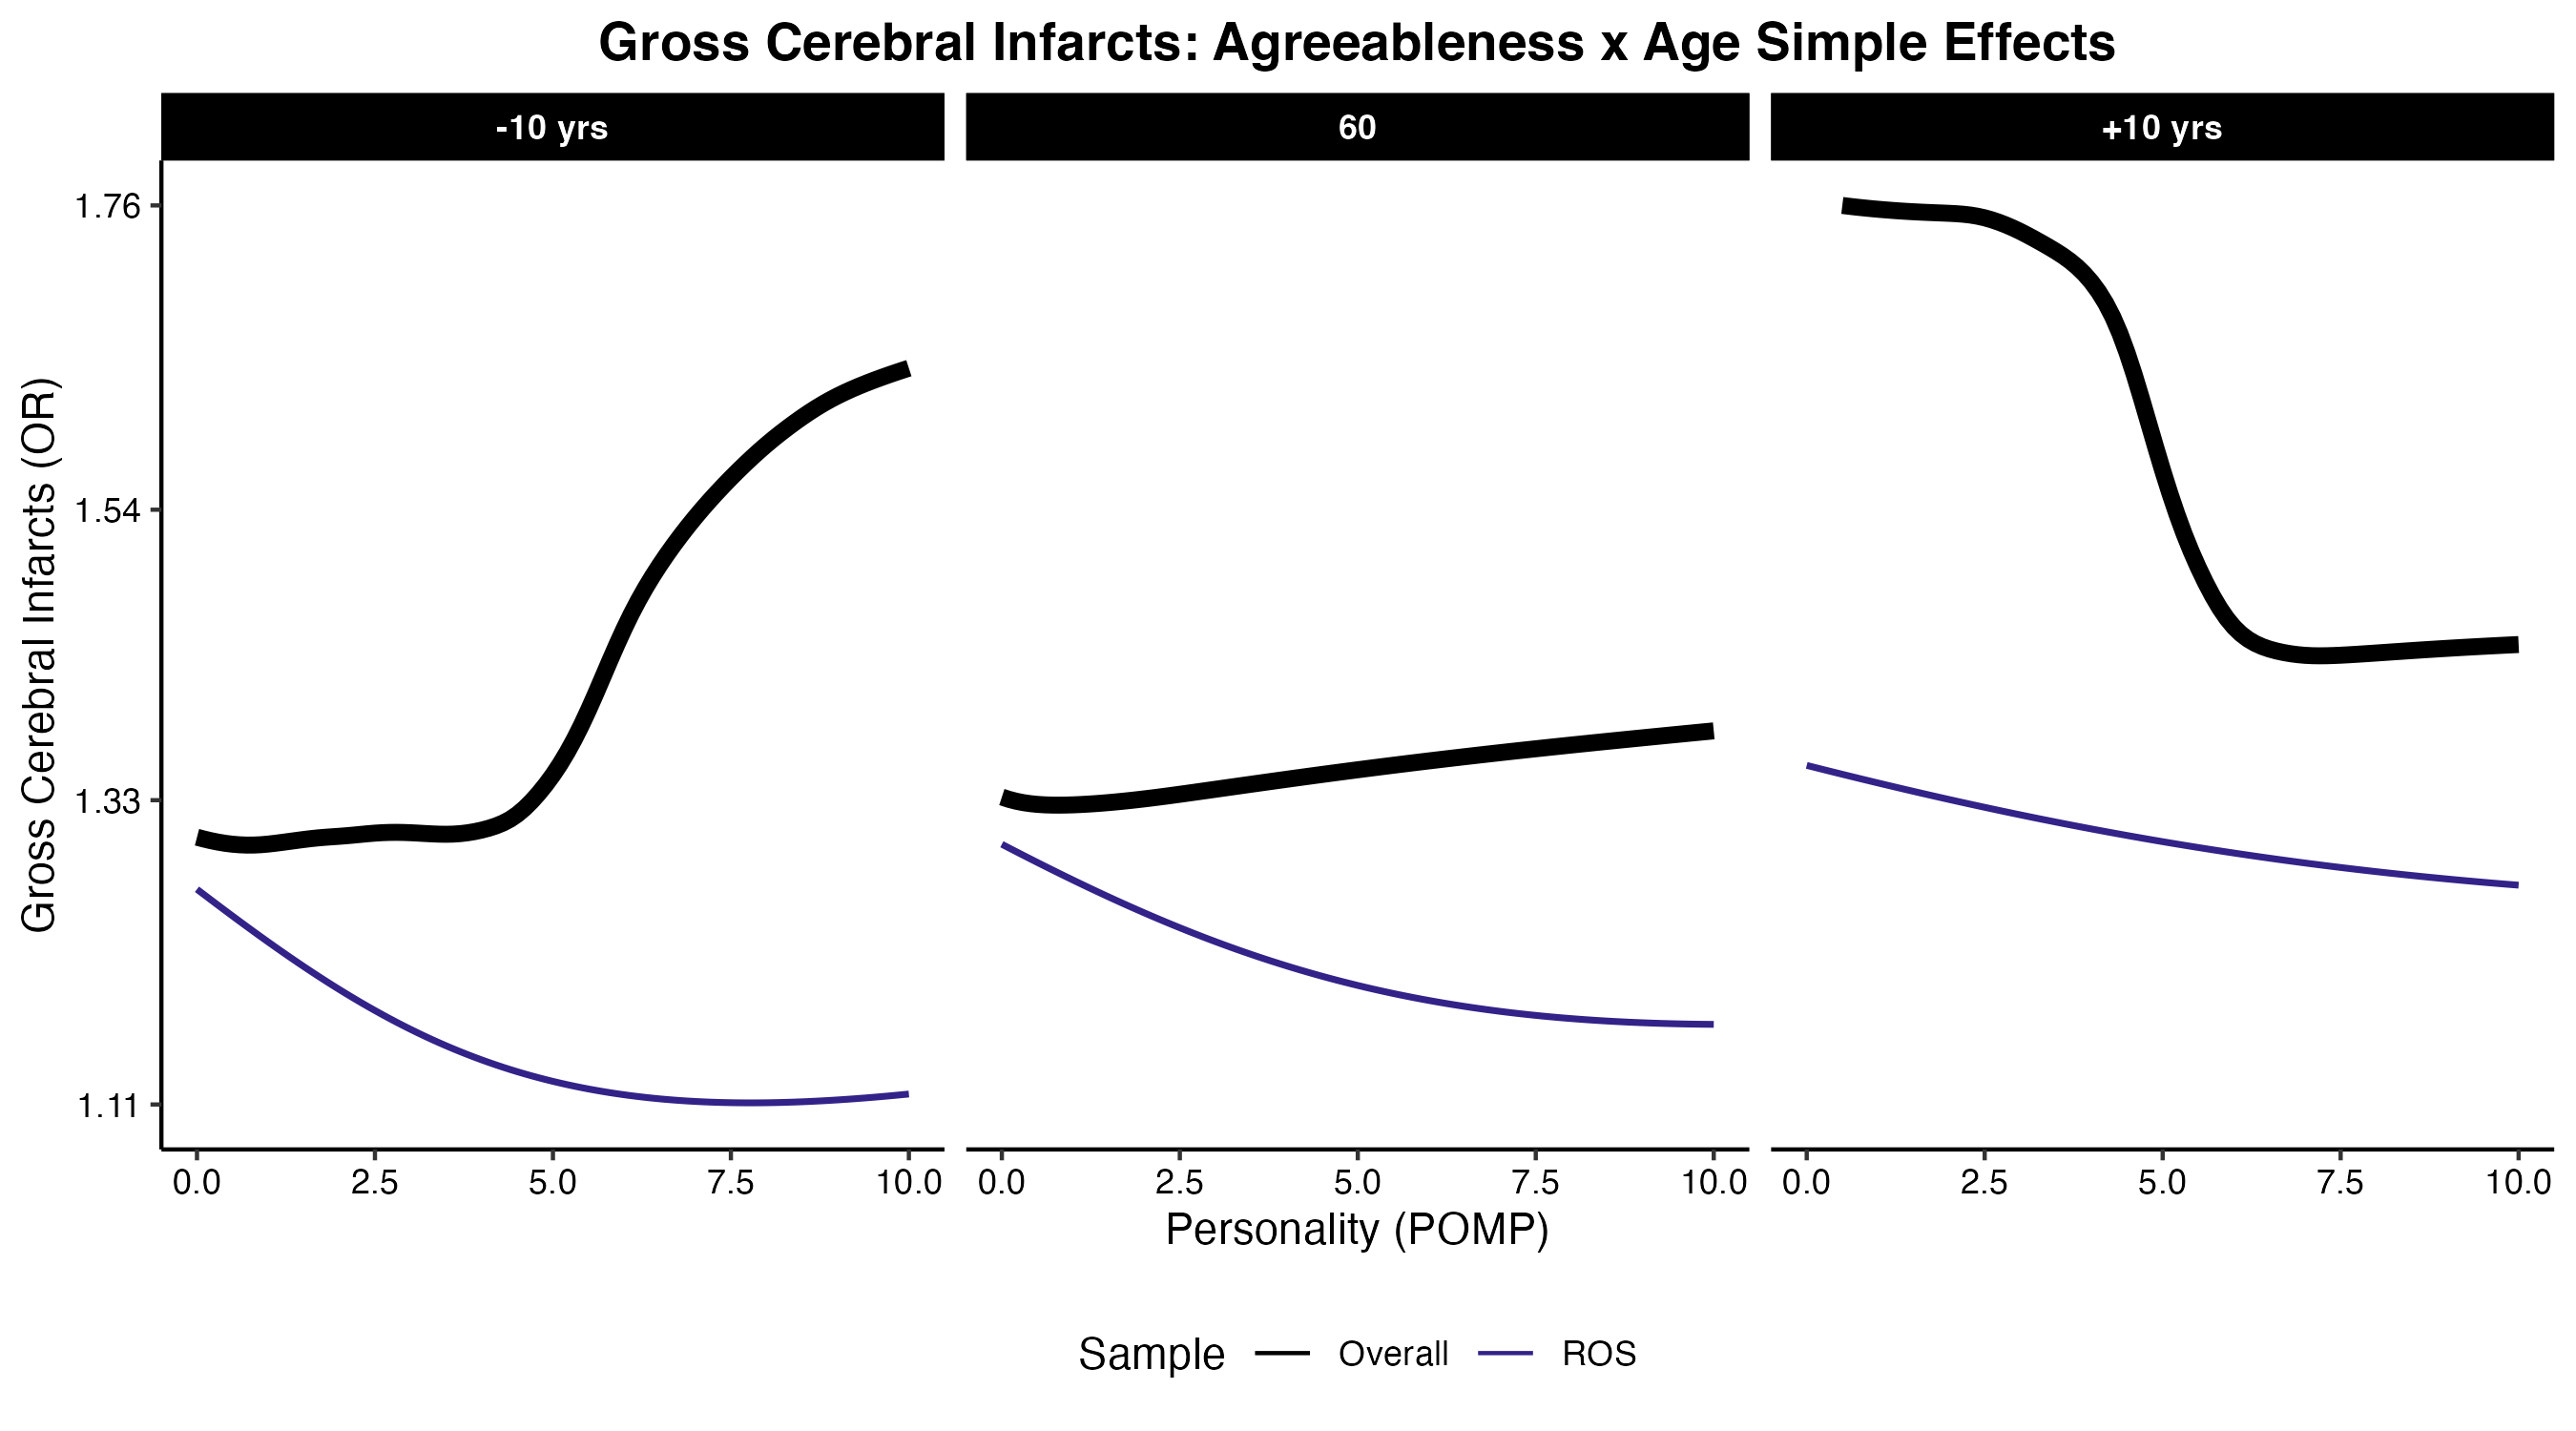 Gross Cerebral Infarcts: Agreeableness x Age Simple Effects
-10 yrs
60
+10 yrs
Gross Cerebral Infarcts (OR)
1.76
1.54
1.33
1.11
0.0 2.5 5.0 7.5 10.0
0.0 2.5 5.0 7.5 10.0
0.0 2.5 5.0 7.5 10.0
Personality (POMP)
Sample Overall ROS